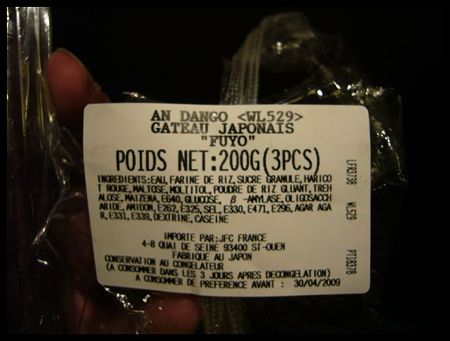 AN DANGO <WL529>
GATEAU JAPONAIS
"FUYO"
POIDS NET:200G(3PCS)
INGREDIENTS:EAU, FARINE DE RIZ, SUCRE GRANULE, HARICO
T ROUGE, MALTOSE, MOLTITOL, POUDRE DE RIZ GLUANT, TREH
ALOSE, MAIZENA, E640, GLUCOSE, β -AMYLASE, OLIGOSACCH
ARIDE, AMIDON, E262, E325, SEL, E330, E471, E296, AGAR AGA
R, E331, E339, DEXTRINE, CASEINE
IMPORTE PAR:JFC FRANCE
4-8 QUAI DE SEINE 93400 ST-OUEN
FABRIQUE AU JAPON
CONSERVATION AU CONGELATEUR
(A CONSOMMER DANS LES 3 JOURS APRES DECONGELATION)
A CONSOMMER DE PREFERENCE AVANT : 30/04/2009
WL529